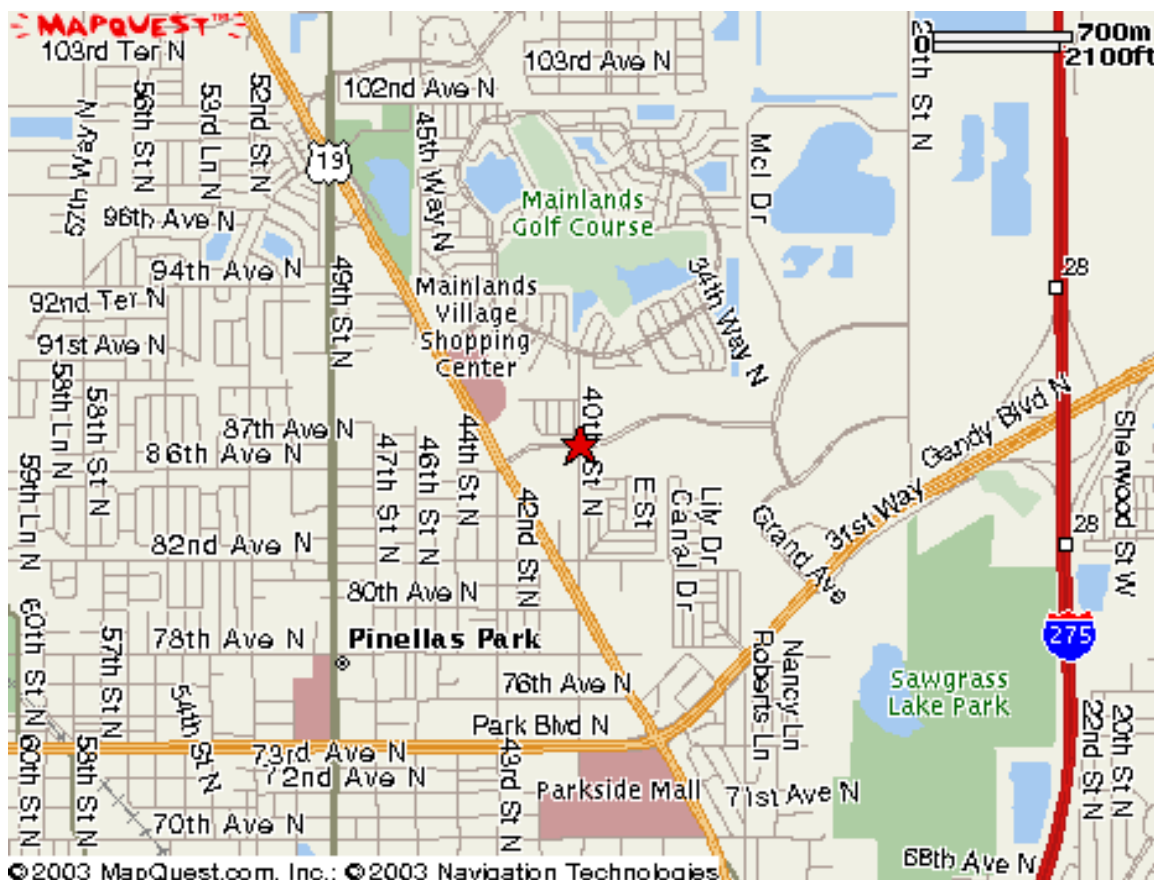 MAPQUEST™
700m
2100ft
103rd Ter N
103rd Ave N
102nd Ave N
20th St N
56th St N
53rd Ln N
52nd St N
19
45th Way N
Mcl Dr
Mainlands
Golf Course
96th Ave N
94th Ave N
49th St N
Mainlands
Village
Shopping
Center
34th Way N
28
92nd Ter N
91st Ave N
58th Ln N
58th St N
87th Ave N
86th Ave N
47th St N
46th St N
44th St N
40th St N
42nd St N
E St
Canal Dr
Lily Dr
Grand Ave
31st Way
Gandy Blvd N
Sherwood St W
28
59th Ln N
82nd Ave N
80th Ave N
275
60th St N
57th St N
78th Ave N
Pinellas Park
Roberts Ln
Nancy Ln
Sawgrass
Lake Park
76th Ave N
54th St N
Park Blvd N
73rd Ave N
72nd Ave N
43rd St N
22nd St N
20th St N
60th St N
58th St N
Parkside Mall
71st Ave N
70th Ave N
68th Ave N
©2003 MapQuest.com, Inc.; ©2003 Navigation Technologies